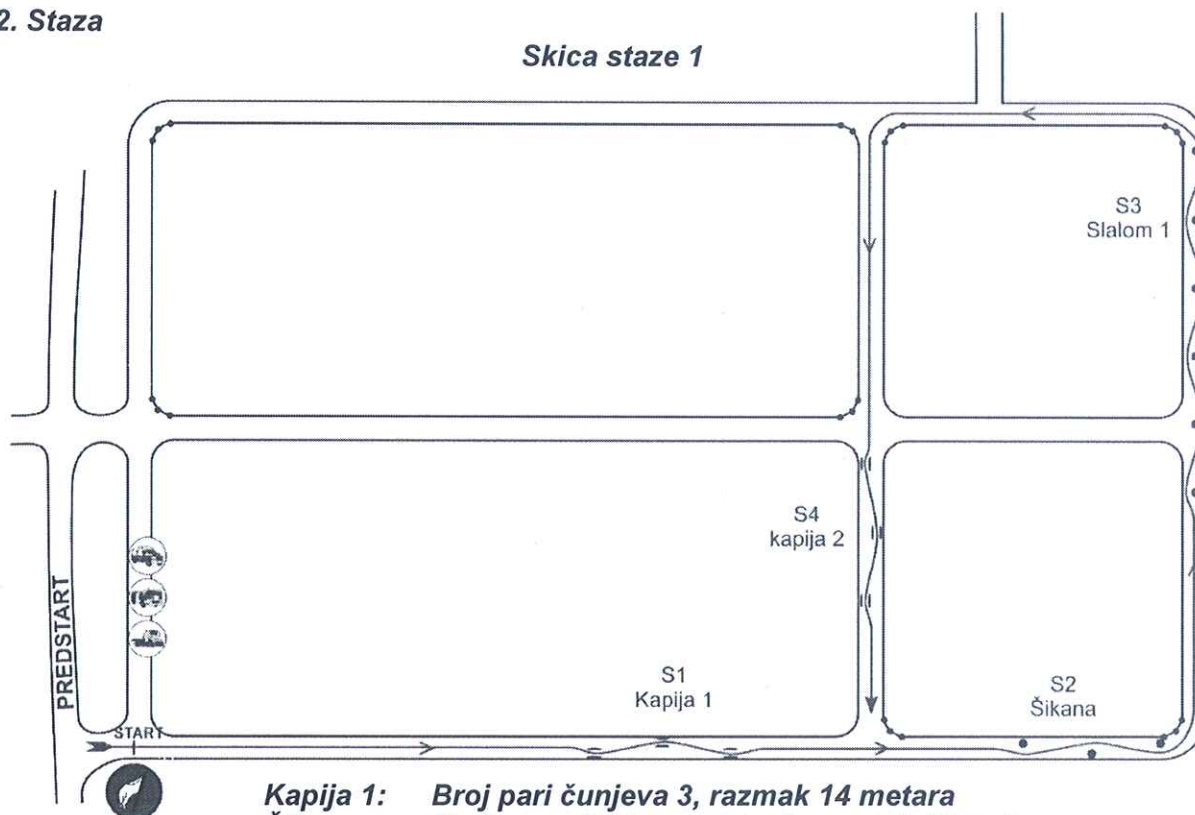 2. Staza
Skica staze 1
S3
Slalom 1
S4
kapija 2
PREDSTART
S1
Kapija 1
S2
Šikana
START
Kapija 1: Broj pari čunjeva 3, razmak 14 metara